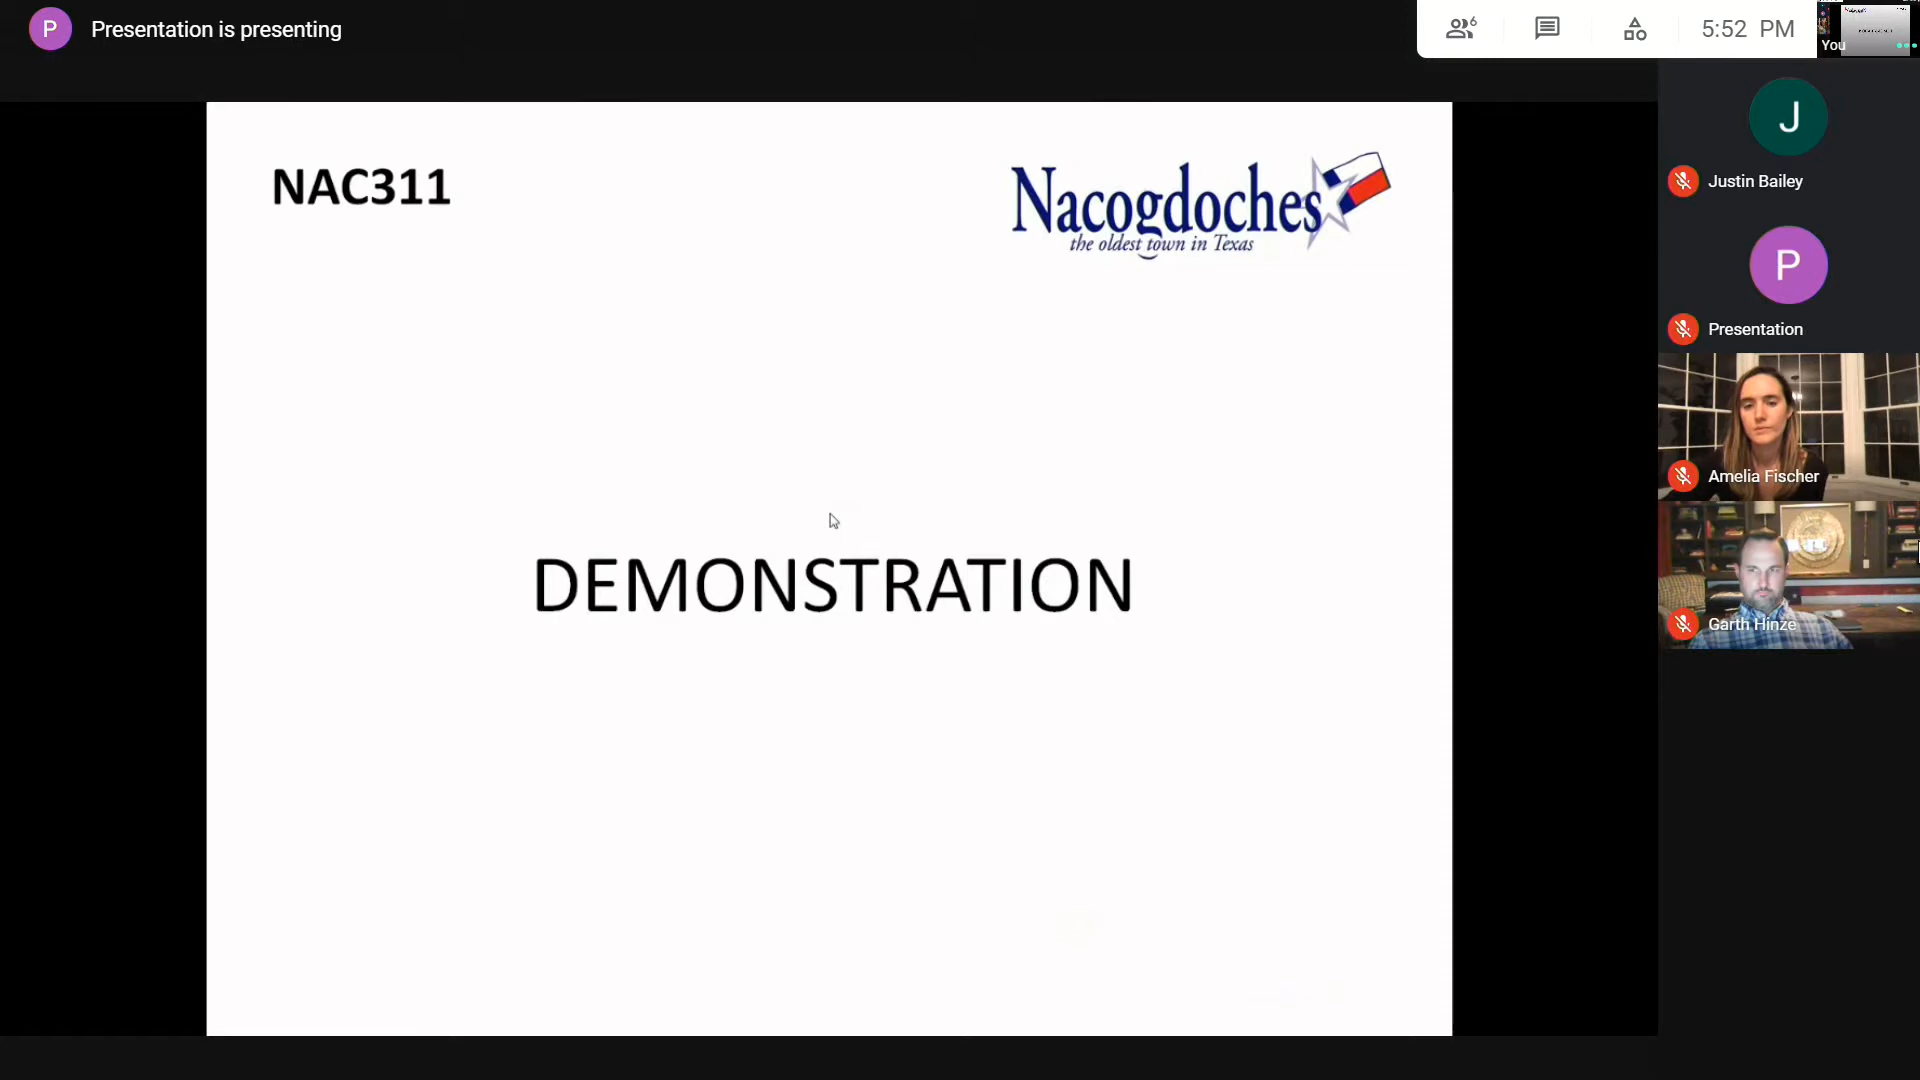 P Presentation is presenting
6
5:52 PM
You
NAC311
Nacogdoches
the oldest town in Texas
DEMONSTRATION
J
Justin Bailey
P
Presentation
Amelia Fischer
Garth Hinze